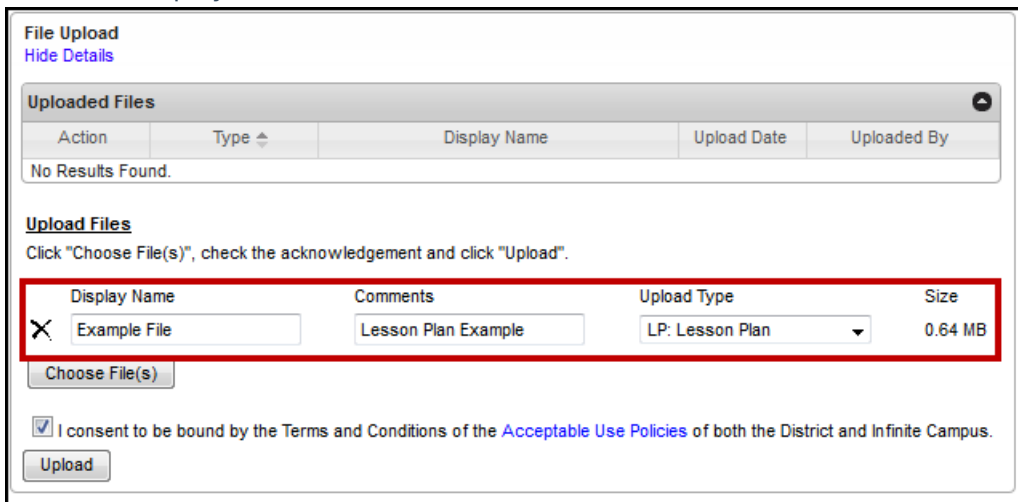 File Upload
Hide Details
Uploaded Files
Action Type Display Name Upload Date Uploaded By
No Results Found.
Upload Files
Click "Choose File(s)", check the acknowledgement and click "Upload".
Display Name Comments Upload Type Size
Example File Lesson Plan Example LP: Lesson Plan 0.64 MB
Choose File(s)
I consent to be bound by the Terms and Conditions of the Acceptable Use Policies of both the District and Infinite Campus.
Upload